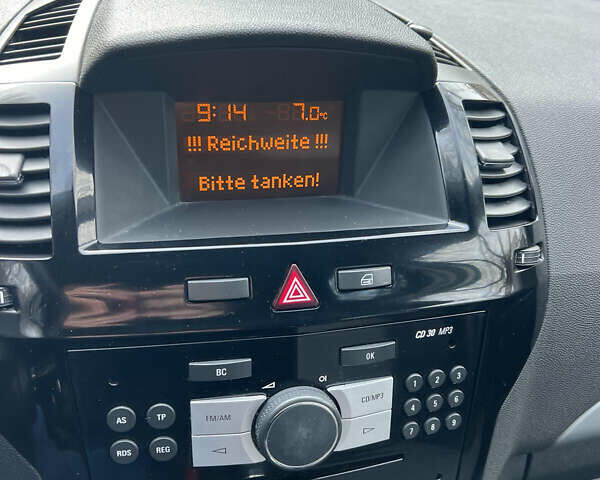 9:14 7.0°C
!!! Reichweite !!!
Bitte tanken!
CD 30 MP3
BC OK
FM/AM CD/MP3
AS TP
RDS REG
1 2 3
4 5 6
7 8 9